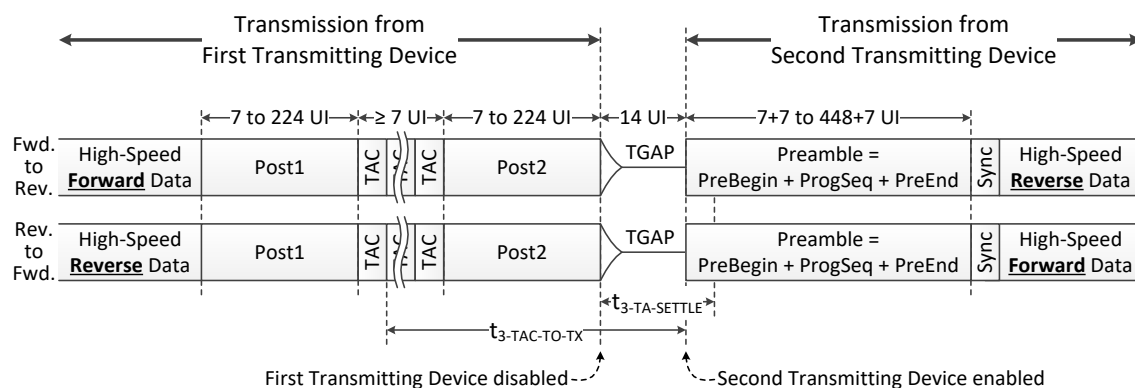 Transmission from
First Transmitting Device
Transmission from
Second Transmitting Device
7 to 224 UI
≥ 7 UI
7 to 224 UI
14 UI
7+7 to 448+7 UI
Fwd.
to
Rev.
High-Speed
Forward Data
Post1
TAC
TAC
Post2
TGAP
Preamble =
PreBegin + ProgSeq + PreEnd
Sync
High-Speed
Reverse Data
Rev.
to
Fwd.
High-Speed
Reverse Data
Post1
TAC
TAC
Post2
TGAP
Preamble =
PreBegin + ProgSeq + PreEnd
Sync
High-Speed
Forward Data
t3-TA-SETTLE
t3-TAC-TO-TX
First Transmitting Device disabled
Second Transmitting Device enabled